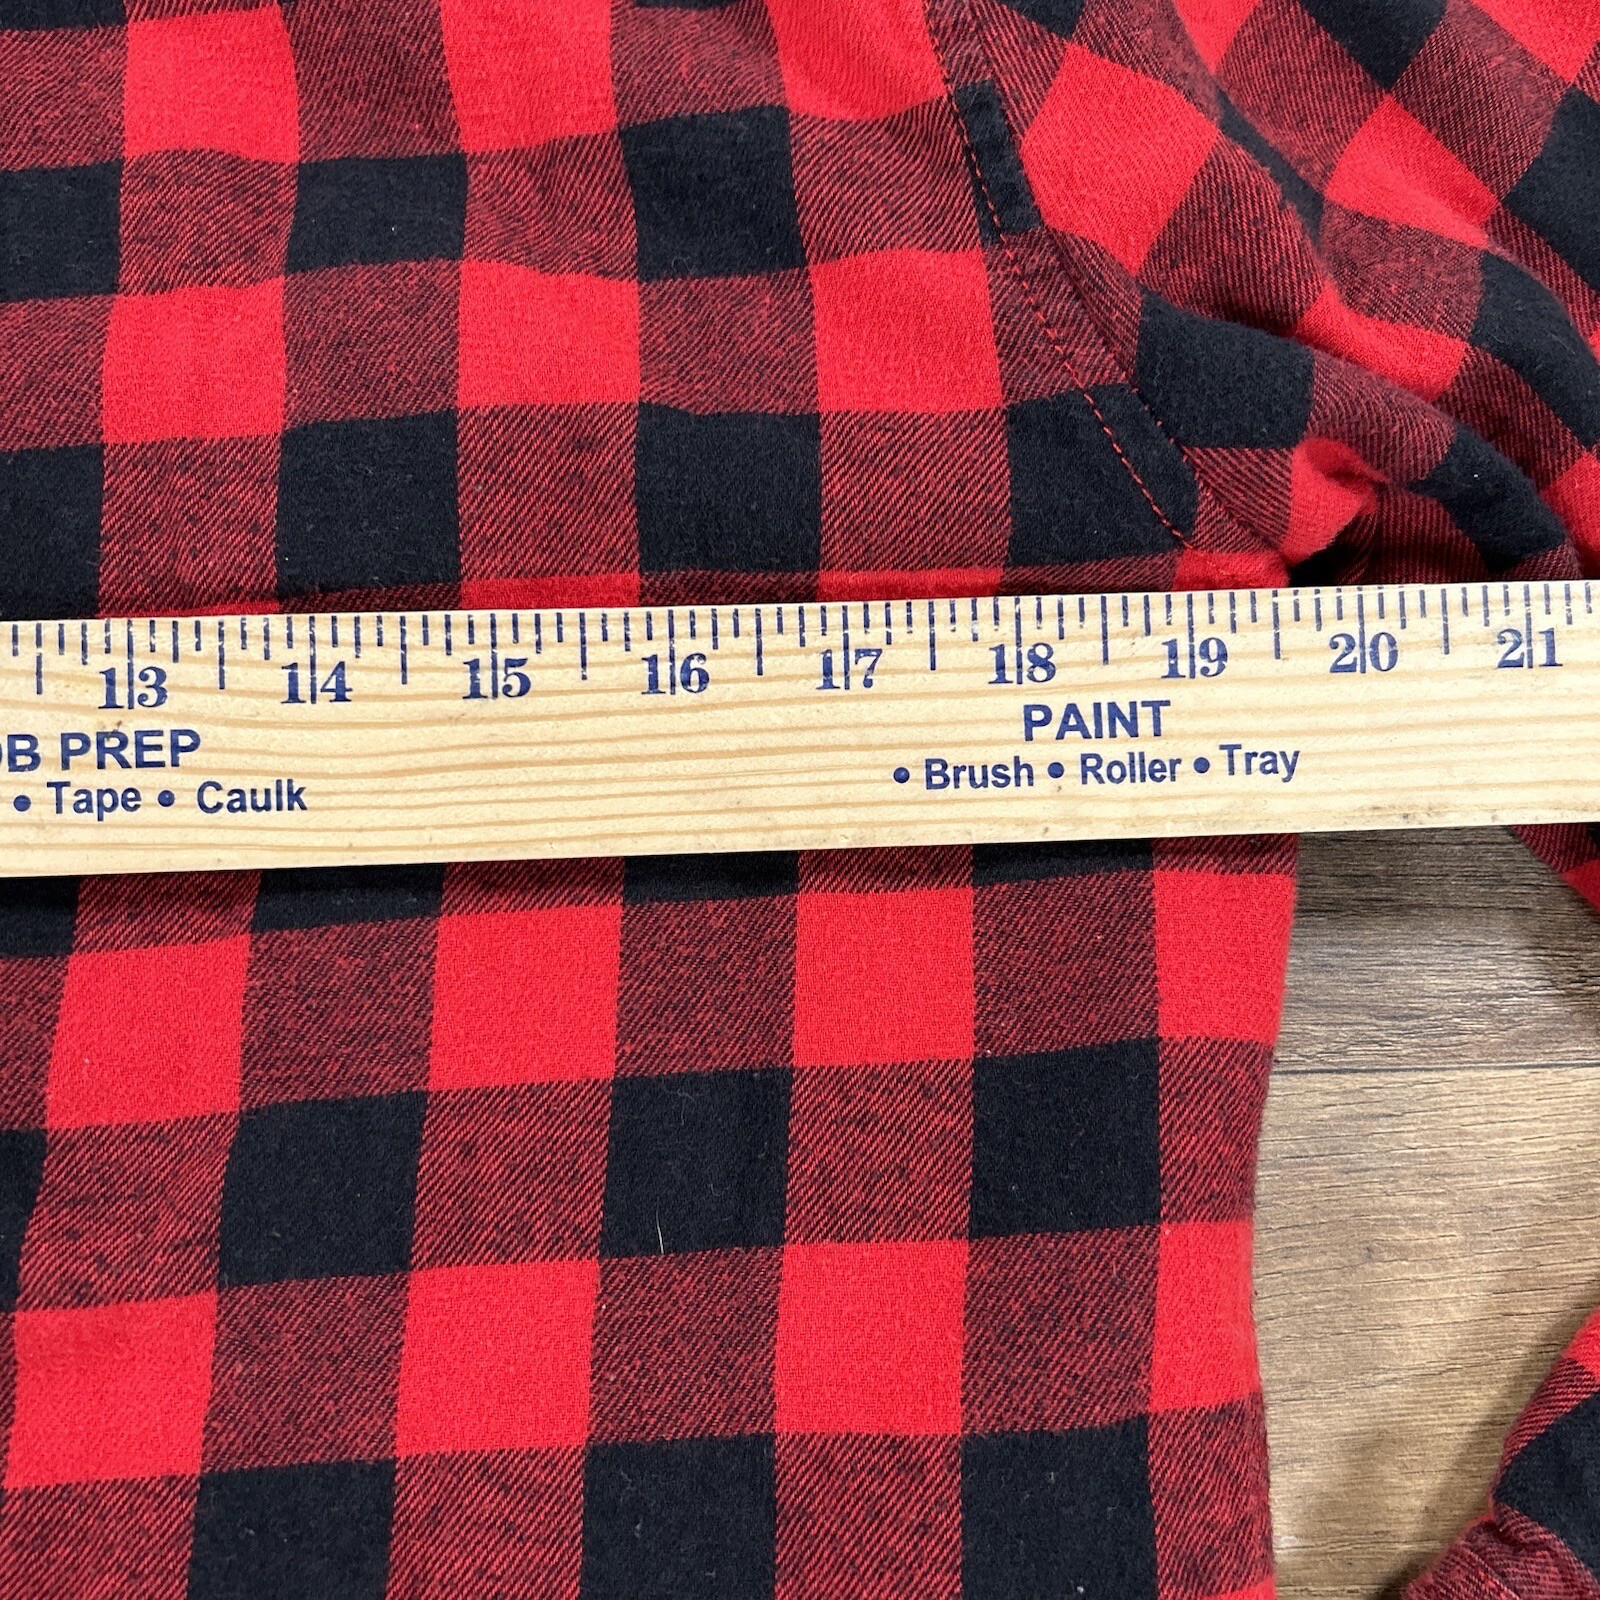 13 14 15 16 17 18 19 20 21
PAINT
OB PREP
• Brush • Roller • Tray
• Tape • Caulk